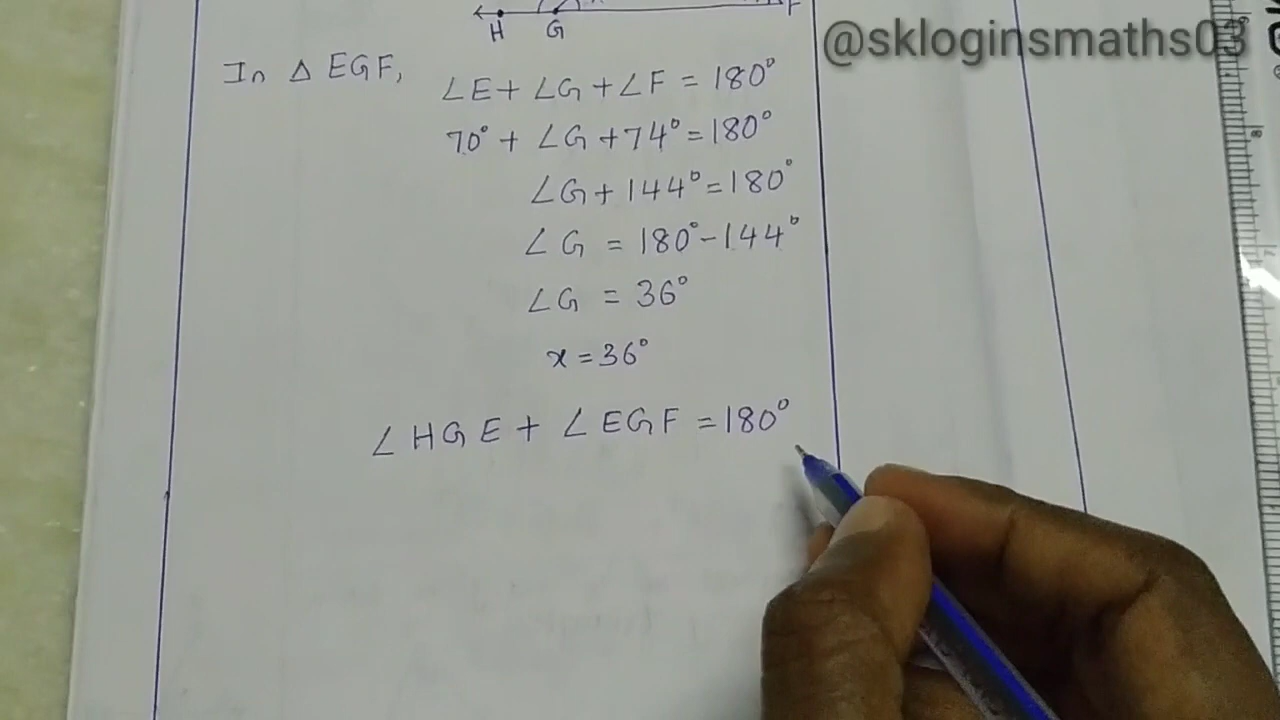 H G F
@skloginsmaths03
In Δ EGF,
∠E + ∠G + ∠F = 180°
70° + ∠G + 74° = 180°
∠G + 144° = 180°
∠G = 180° - 144°
∠G = 36°
x = 36°
∠HGE + ∠EGF = 180°